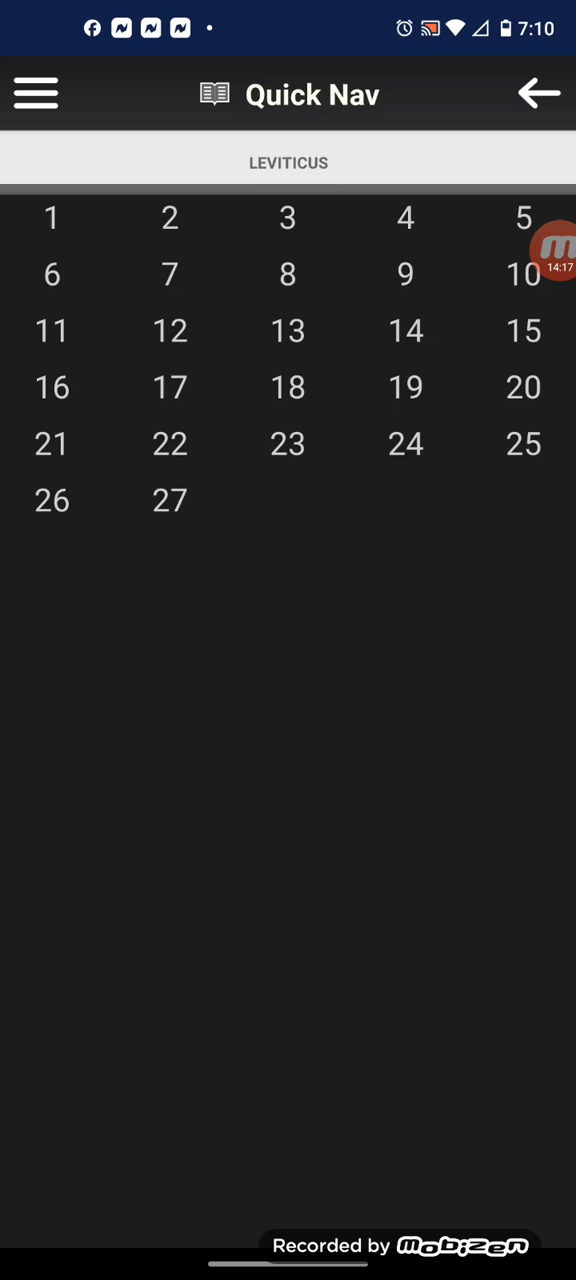 7:10
Quick Nav
LEVITICUS
1 2 3 4 5
6 7 8 9 10
14:17
11 12 13 14 15
16 17 18 19 20
21 22 23 24 25
26 27
Recorded by mobizen